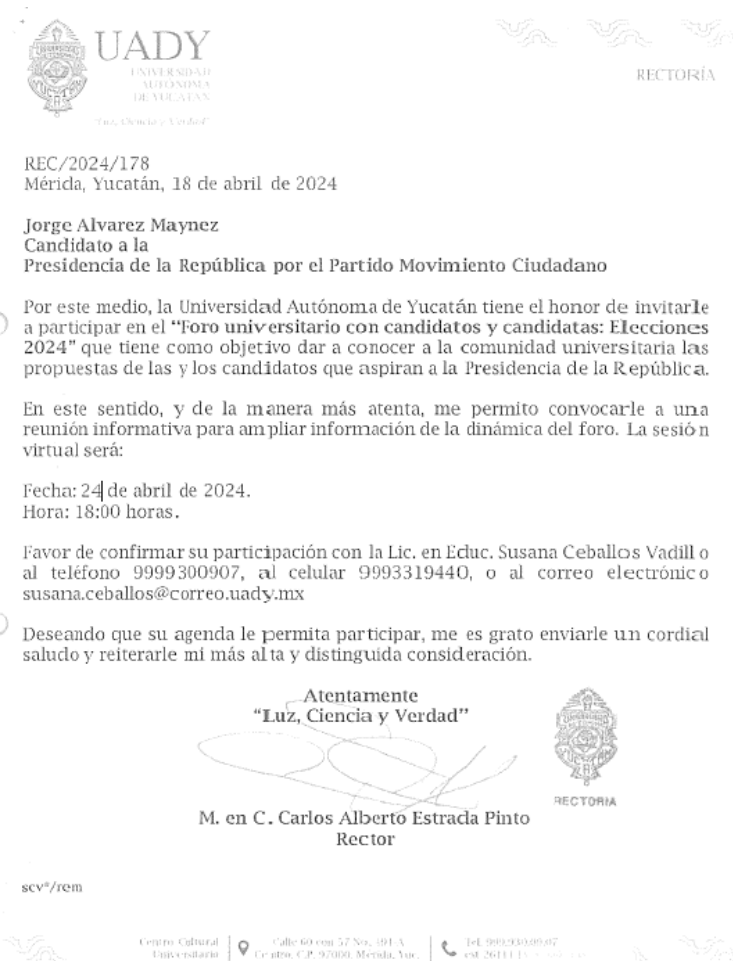 UADY
UNIVERSIDAD
AUTÓNOMA
DE YUCATÁN
"Luz, Ciencia y Verdad"
RECTORÍA
REC/2024/178
Mérida, Yucatán, 18 de abril de 2024
Jorge Alvarez Maynez
Candidato a la
Presidencia de la República por el Partido Movimiento Ciudadano
Por este medio, la Universidad Autónoma de Yucatán tiene el honor de invitarle
a participar en el “Foro universitario con candidatos y candidatas: Elecciones
2024” que tiene como objetivo dar a conocer a la comunidad universitaria las
propuestas de las y los candidatos que aspiran a la Presidencia de la República.
En este sentido, y de la manera más atenta, me permito convocarle a una
reunión informativa para ampliar información de la dinámica del foro. La sesión
virtual será:
Fecha: 24 de abril de 2024.
Hora: 18:00 horas.
Favor de confirmar su participación con la Lic. en Educ. Susana Ceballos Vadillo
al teléfono 9999300907, al celular 9993319440, o al correo electrónico
susana.ceballos@correo.uady.mx
Deseando que su agenda le permita participar, me es grato enviarle un cordial
saludo y reiterarle mi más alta y distinguida consideración.
Atentamente
“Luz, Ciencia y Verdad”
RECTORIA
M. en C. Carlos Alberto Estrada Pinto
Rector
scv*/rem
Centro Cultural
Universitario
Calle 60 con 57 No. 491-A
Centro, C.P. 97000, Mérida, Yuc.
Tel. 999.930.09.07